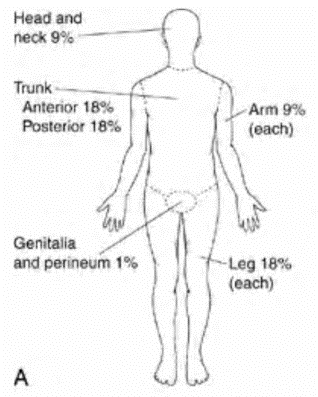 Head and
neck 9%
Trunk
Anterior 18%
Posterior 18%
Arm 9%
(each)
Genitalia
and perineum 1%
Leg 18%
(each)
A